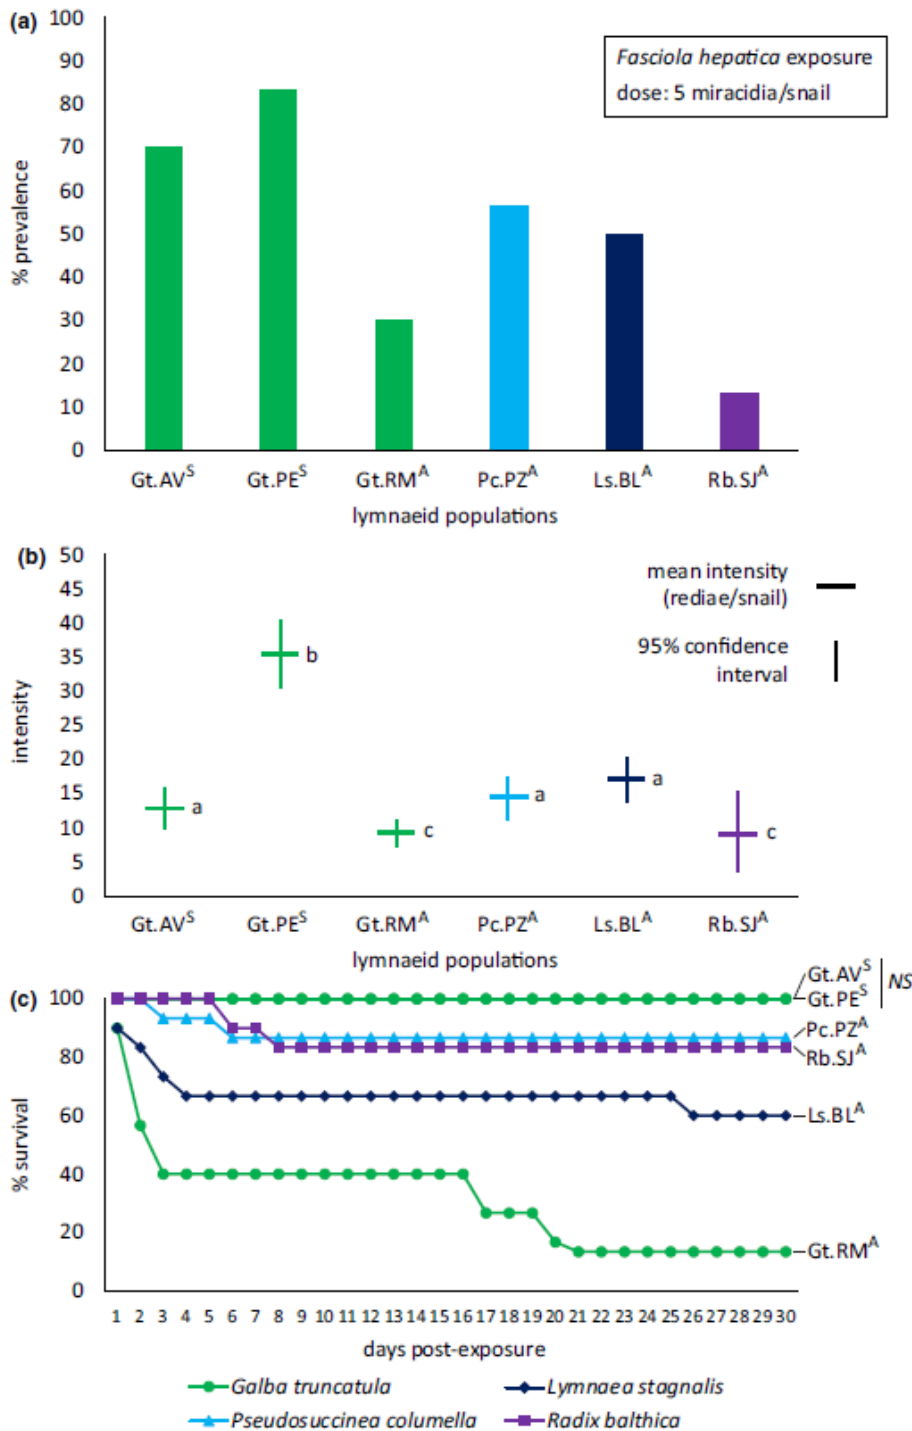 (a)
100
90
80
70
60
50
40
30
20
10
0
% prevalence
Fasciola hepatica exposure
dose: 5 miracidia/snail
Gt.AV^S Gt.PE^S Gt.RM^A Pc.PZ^A Ls.BL^A Rb.SJ^A
lymnaeid populations
(b)
50
45
40
35
30
25
20
15
10
5
0
intensity
mean intensity
(rediae/snail)
95% confidence
interval
a b c a a c
Gt.AV^S Gt.PE^S Gt.RM^A Pc.PZ^A Ls.BL^A Rb.SJ^A
lymnaeid populations
(c)
100
80
60
40
20
0
% survival
Gt.AV^S
Gt.PE^S
NS
Pc.PZ^A
Rb.SJ^A
Ls.BL^A
Gt.RM^A
1 2 3 4 5 6 7 8 9 10 11 12 13 14 15 16 17 18 19 20 21 22 23 24 25 26 27 28 29 30
days post-exposure
Galba truncatula
Lymnaea stagnalis
Pseudosuccinea columella
Radix balthica